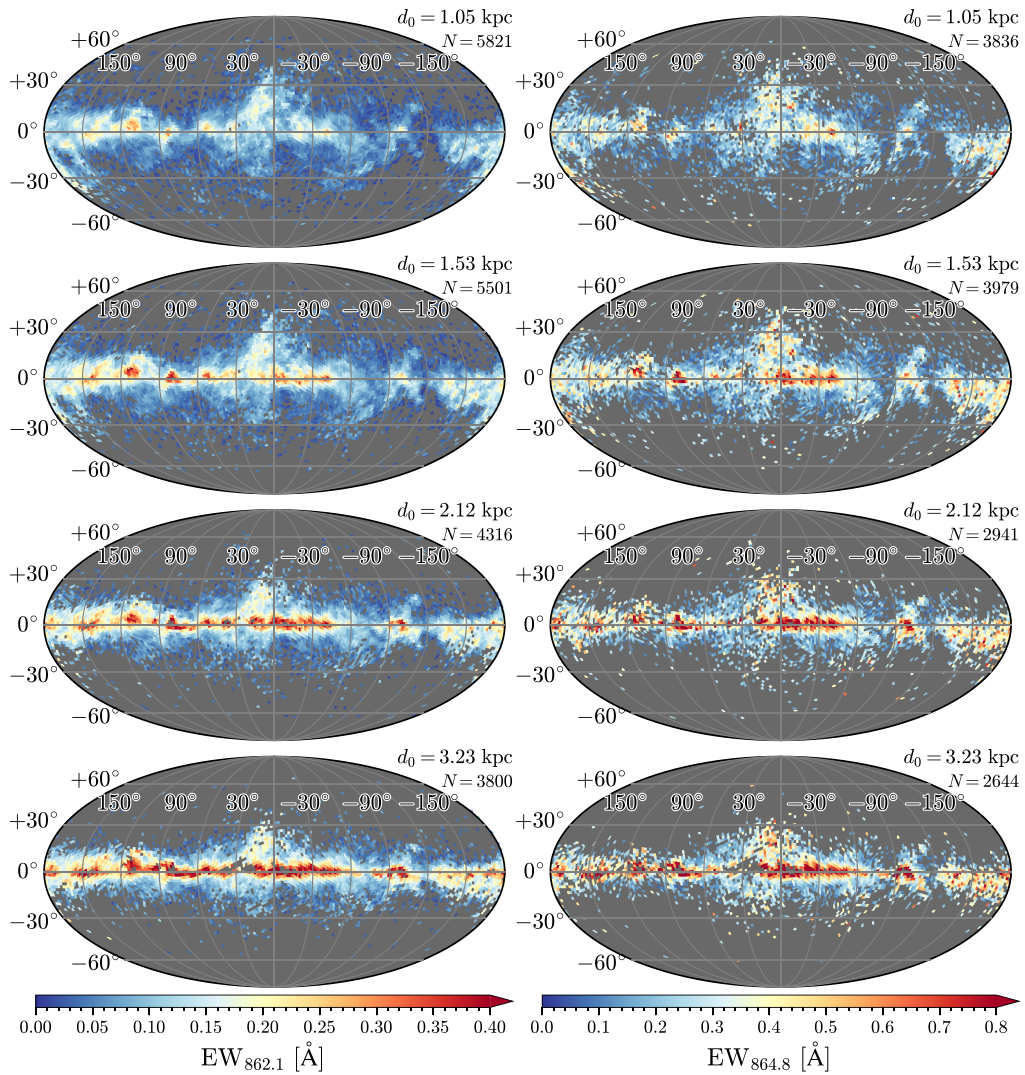 d₀ = 1.05 kpc
N = 5821
+60°
150° 90° 30° −30° −90° −150°
+30°
0°
−30°
−60°
d₀ = 1.05 kpc
N = 3836
+60°
150° 90° 30° −30° −90° −150°
+30°
0°
−30°
−60°
d₀ = 1.53 kpc
N = 5501
+60°
150° 90° 30° −30° −90° −150°
+30°
0°
−30°
−60°
d₀ = 1.53 kpc
N = 3979
+60°
150° 90° 30° −30° −90° −150°
+30°
0°
−30°
−60°
d₀ = 2.12 kpc
N = 4316
+60°
150° 90° 30° −30° −90° −150°
+30°
0°
−30°
−60°
d₀ = 2.12 kpc
N = 2941
+60°
150° 90° 30° −30° −90° −150°
+30°
0°
−30°
−60°
d₀ = 3.23 kpc
N = 3800
+60°
150° 90° 30° −30° −90° −150°
+30°
0°
−30°
−60°
d₀ = 3.23 kpc
N = 2644
+60°
150° 90° 30° −30° −90° −150°
+30°
0°
−30°
−60°
0.00 0.05 0.10 0.15 0.20 0.25 0.30 0.35 0.40
EW₈₆₂.₁ [Å]
0.0 0.1 0.2 0.3 0.4 0.5 0.6 0.7 0.8
EW₈₆₄.₈ [Å]